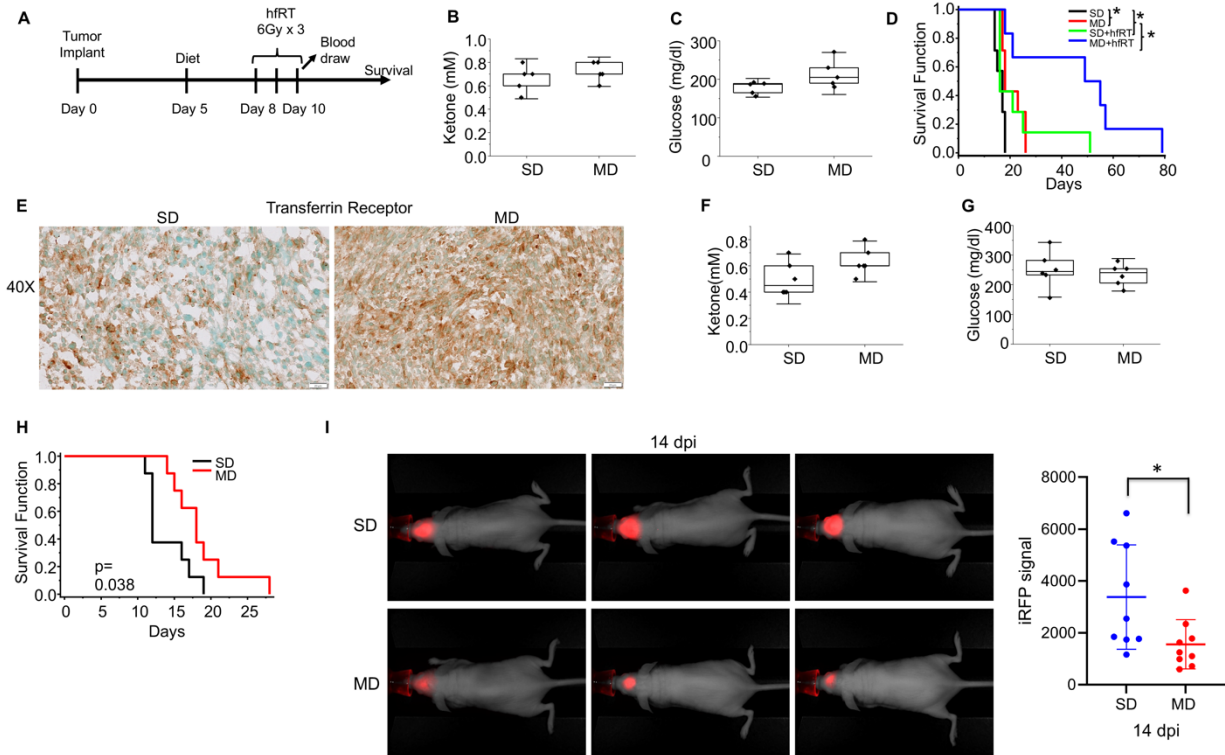 A
hfRT
6Gy x 3
Tumor
Implant
Diet
Blood
draw
Survival
Day 0
Day 5
Day 8
Day 10
B
Ketone (mM)
1.0
0.8
0.6
0.4
0.2
0.0
SD
MD
C
Glucose (mg/dl)
300
200
100
0
SD
MD
D
Survival Function
1.0
0.8
0.6
0.4
0.2
0.0
0
20
40
60
80
Days
SD
MD
SD+hfRT
MD+hfRT
*
*
*
E
Transferrin Receptor
SD
MD
40X
F
Ketone(mM)
0.8
0.6
0.4
0.2
0.0
SD
MD
G
Glucose (mg/dl)
400
300
200
100
0
SD
MD
H
Survival Function
1.0
0.8
0.6
0.4
0.2
0.0
SD
MD
p=
0.038
0
5
10
15
20
25
Days
I
14 dpi
SD
MD
iRFP signal
8000
6000
4000
2000
0
*
SD
MD
14 dpi